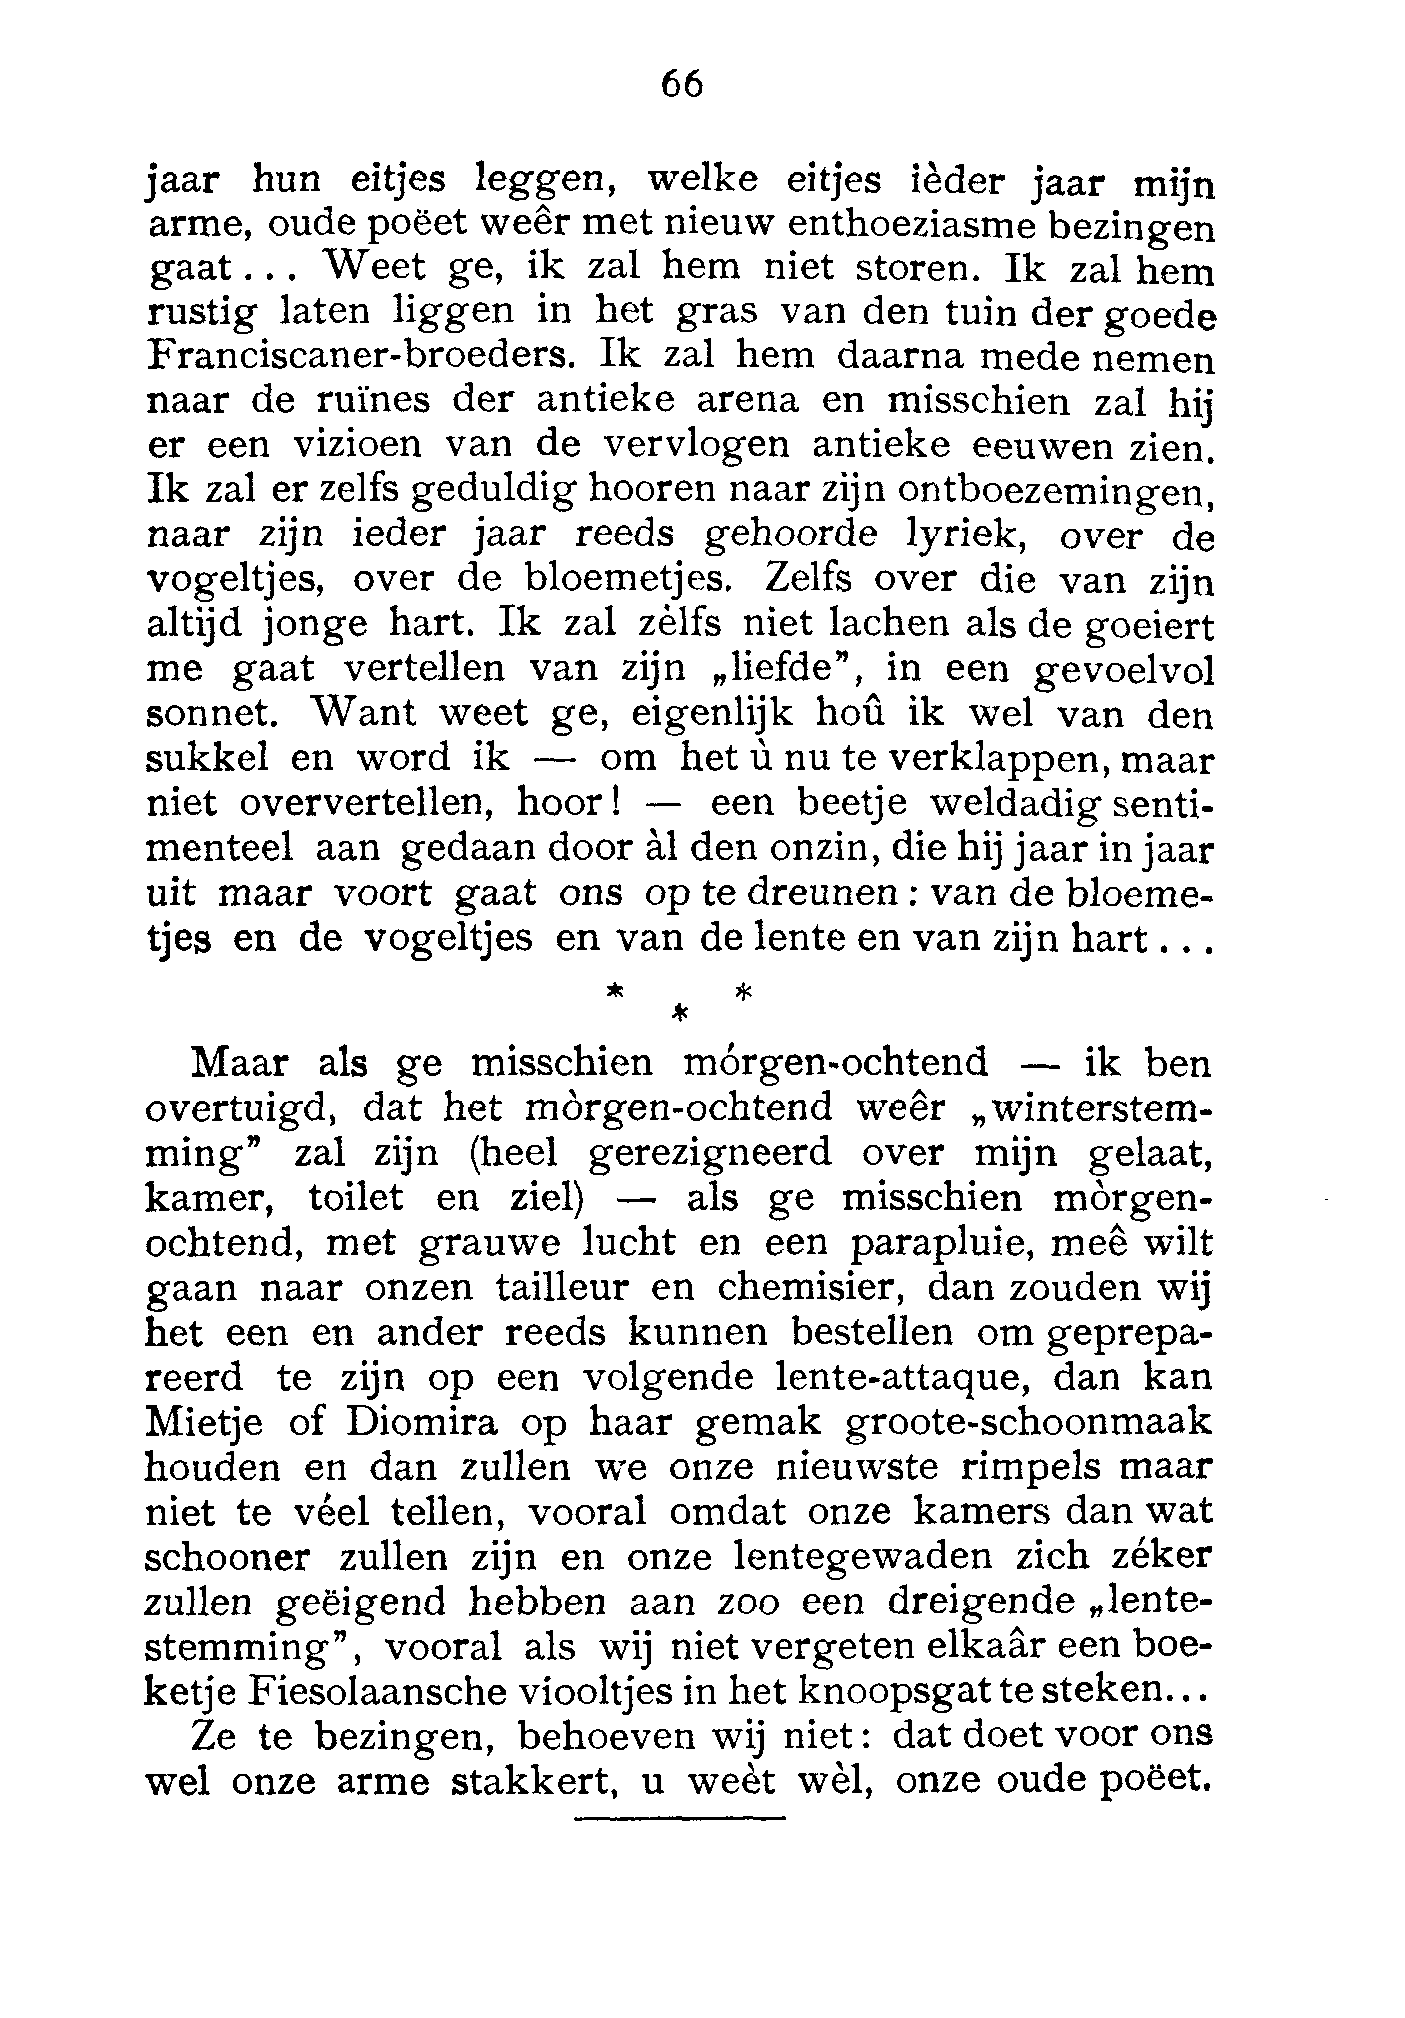 66
jaar hun eitjes leggen, welke eitjes ièder jaar mijn
arme, oude poëet weêr met nieuw enthoeziasme bezingen
gaat... Weet ge, ik zal hem niet storen. Ik zal hem
rustig laten liggen in het gras van den tuin der goede
Franciscaner-broeders. Ik zal hem daarna mede nemen
naar de ruïnes der antieke arena en misschien zal hij
er een vizioen van de vervlogen antieke eeuwen zien.
Ik zal er zelfs geduldig hooren naar zijn ontboezemingen,
naar zijn ieder jaar reeds gehoorde lyriek, over de
vogeltjes, over de bloemetjes. Zelfs over die van zijn
altijd jonge hart. Ik zal zèlfs niet lachen als de goeiert
me gaat vertellen van zijn „liefde”, in een gevoelvol
sonnet. Want weet ge, eigenlijk hoû ik wel van den
sukkel en word ik — om het ù nu te verklappen, maar
niet oververtellen, hoor! — een beetje weldadig senti-
menteel aan gedaan door àl den onzin, die hij jaar in jaar
uit maar voort gaat ons op te dreunen: van de bloeme-
tjes en de vogeltjes en van de lente en van zijn hart...
* * *
Maar als ge misschien mórgen-ochtend — ik ben
overtuigd, dat het mòrgen-ochtend weêr „winterstem-
ming” zal zijn (heel gerezigneerd over mijn gelaat,
kamer, toilet en ziel) — als ge misschien mòrgen-
ochtend, met grauwe lucht en een parapluie, meê wilt
gaan naar onzen tailleur en chemisier, dan zouden wij
het een en ander reeds kunnen bestellen om geprepa-
reerd te zijn op een volgende lente-attaque, dan kan
Mietje of Diomira op haar gemak groote-schoonmaak
houden en dan zullen we onze nieuwste rimpels maar
niet te véel tellen, vooral omdat onze kamers dan wat
schooner zullen zijn en onze lentegewaden zich zéker
zullen geëigend hebben aan zoo een dreigende „lente-
stemming”, vooral als wij niet vergeten elkaâr een boe-
ketje Fiesolaansche viooltjes in het knoopsgat te steken...
Ze te bezingen, behoeven wij niet: dat doet voor ons
wel onze arme stakkert, u weèt wèl, onze oude poëet.